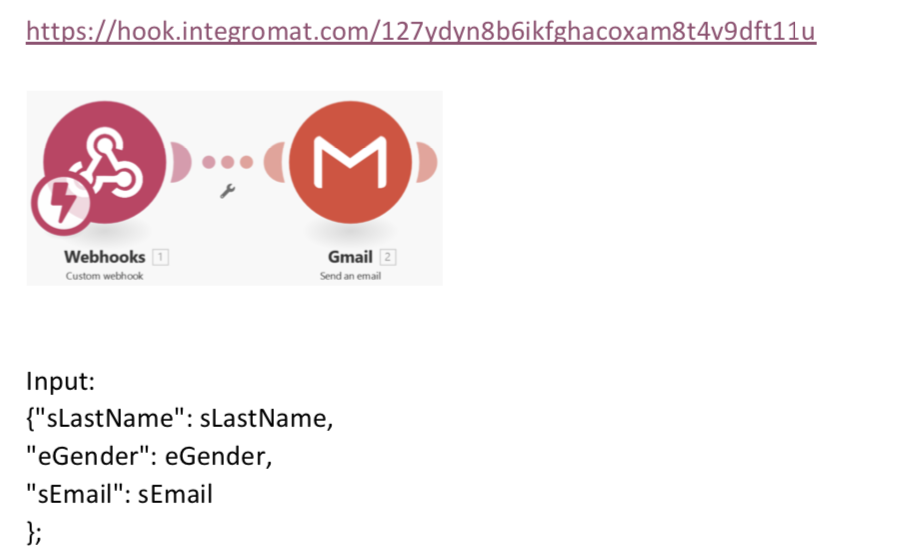 https://hook.integromat.com/127ydyn8b6ikfghacoxam8t4v9dft11u
Webhooks 1 Gmail 2
Custom webhook Send an email
Input:
{"sLastName": sLastName,
"eGender": eGender,
"sEmail": sEmail
};